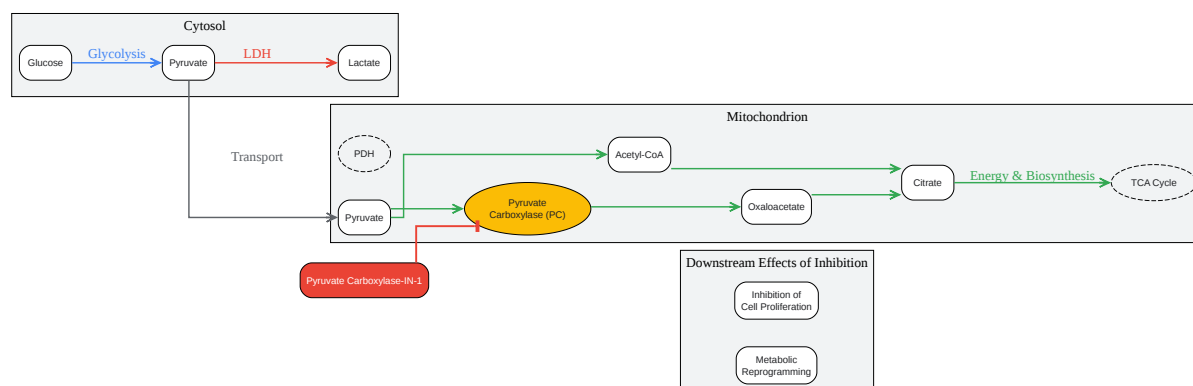 Cytosol
Glucose
Glycolysis
Pyruvate
LDH
Lactate
Transport
Mitochondrion
PDH
Acetyl-CoA
Pyruvate
Pyruvate
Carboxylase (PC)
Oxaloacetate
Citrate
Energy & Biosynthesis
TCA Cycle
Pyruvate Carboxylase-IN-1
Downstream Effects of Inhibition
Inhibition of
Cell Proliferation
Metabolic
Reprogramming